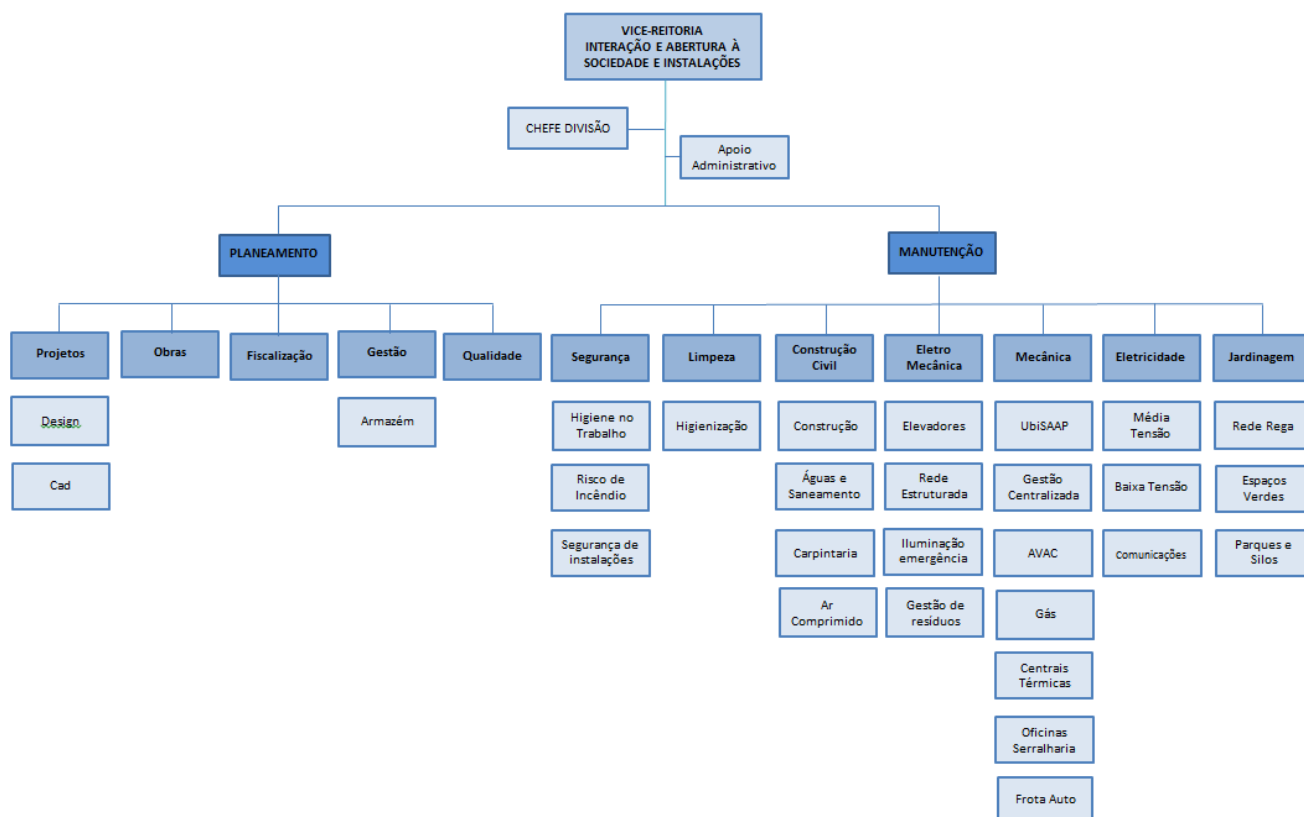 VICE-REITORIA
INTERAÇÃO E ABERTURA À
SOCIEDADE E INSTALAÇÕES
CHEFE DIVISÃO
Apoio
Administrativo
PLANEAMENTO
MANUTENÇÃO
Projetos
Obras
Fiscalização
Gestão
Qualidade
Segurança
Limpeza
Construção
Civil
Eletro
Mecânica
Mecânica
Eletricidade
Jardinagem
Design
Armazém
Higiene no
Trabalho
Higienização
Construção
Elevadores
UbiSAAP
Média
Tensão
Rede Rega
Cad
Risco de
Incêndio
Águas e
Saneamento
Rede
Estruturada
Gestão
Centralizada
Baixa Tensão
Espaços
Verdes
Segurança de
instalações
Carpintaria
Iluminação
emergência
AVAC
Comunicações
Parques e
Silos
Ar
Comprimido
Gestão de
resíduos
Gás
Centrais
Térmicas
Oficinas
Serralharia
Frota Auto